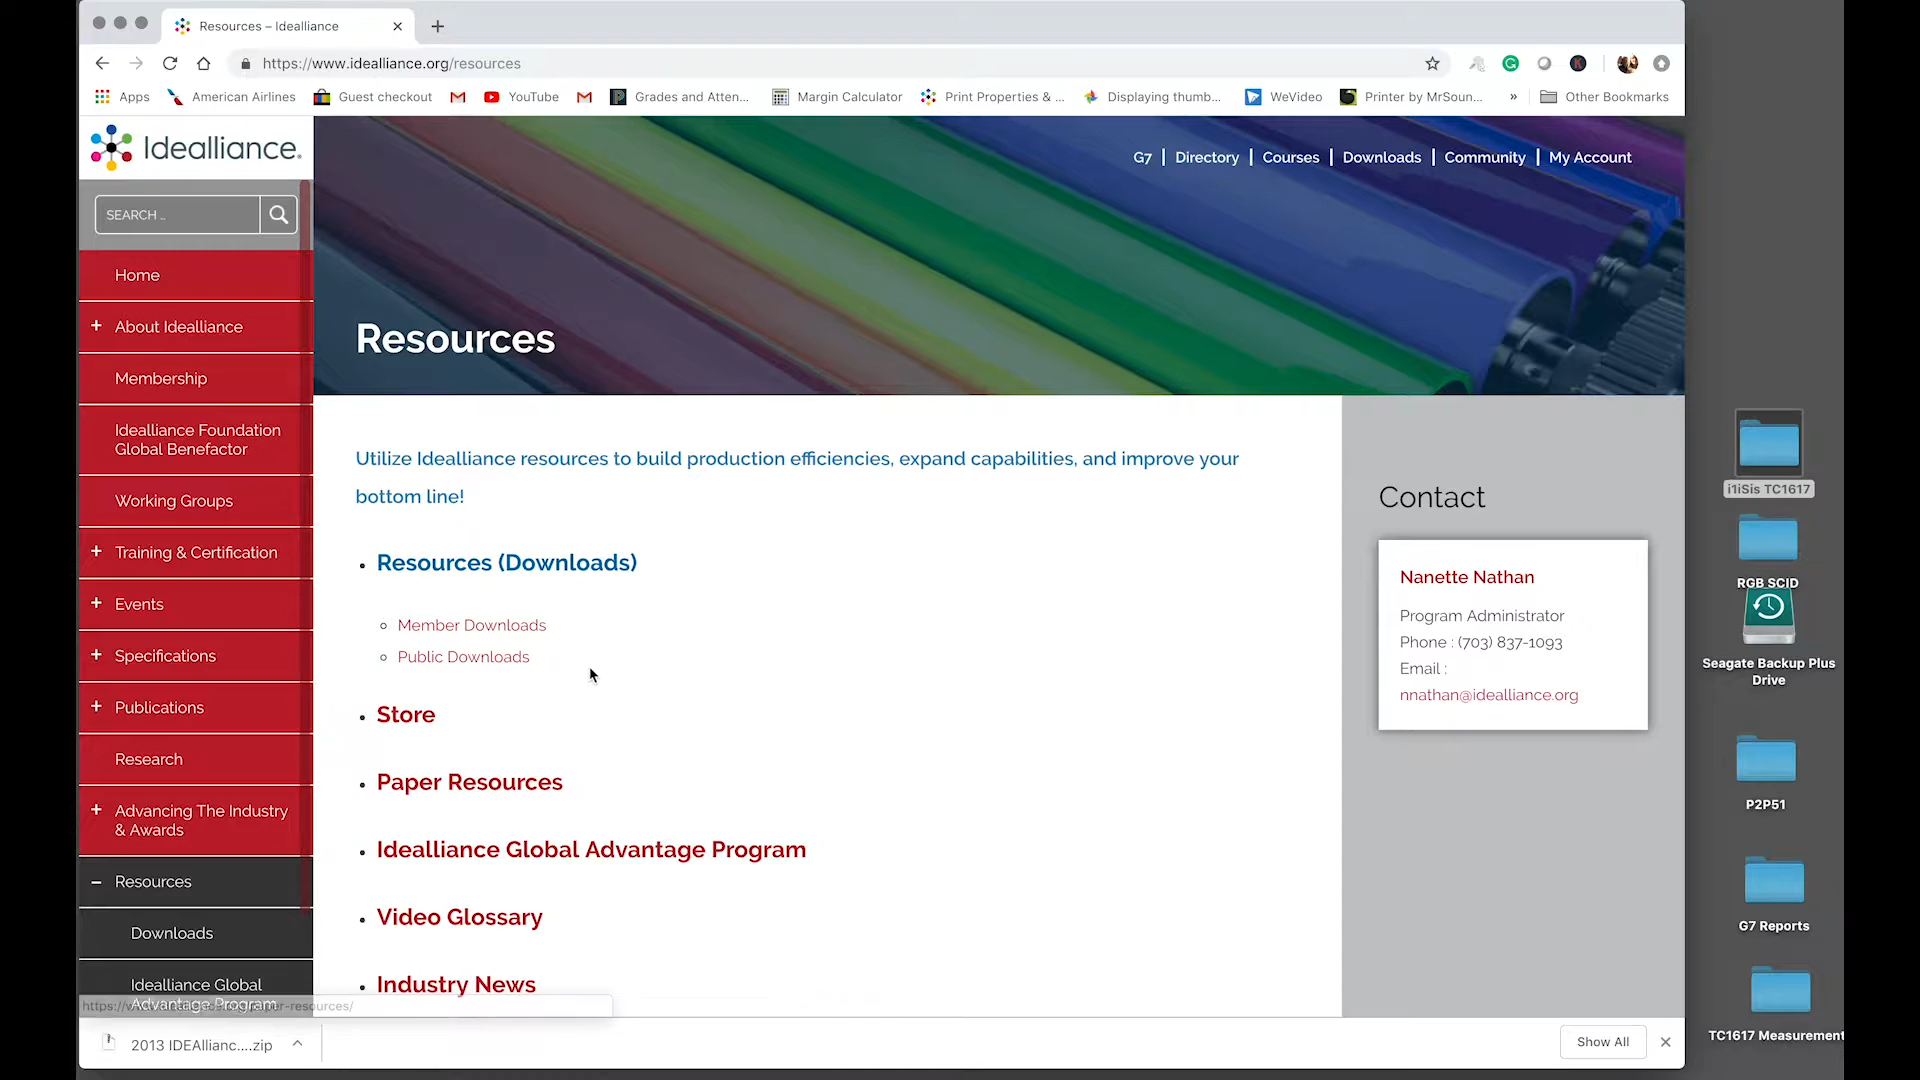 Resources – Idealliance
https://www.idealliance.org/resources
Apps
American Airlines
Guest checkout
YouTube
Grades and Atten...
Margin Calculator
Print Properties & ...
Displaying thumb...
WeVideo
Printer by MrSoun...
»
Other Bookmarks
Idealliance
G7 | Directory | Courses | Downloads | Community | My Account
SEARCH ...
Home
+ About Idealliance
Membership
Idealliance Foundation
Global Benefactor
Working Groups
+ Training & Certification
+ Events
+ Specifications
+ Publications
Research
+ Advancing The Industry
& Awards
– Resources
Downloads
Idealliance Global
Advantage Program
Resources
Utilize Idealliance resources to build production efficiencies, expand capabilities, and improve your
bottom line!
• Resources (Downloads)
Member Downloads
Public Downloads
• Store
• Paper Resources
• Idealliance Global Advantage Program
• Video Glossary
• Industry News
Contact
Nanette Nathan
Program Administrator
Phone : (703) 837-1093
Email :
nnathan@idealliance.org
i1iSis TC1617
RGB SCID
Seagate Backup Plus
Drive
P2P51
G7 Reports
TC1617 Measurement
2013 IDEAllianc....zip
Show All